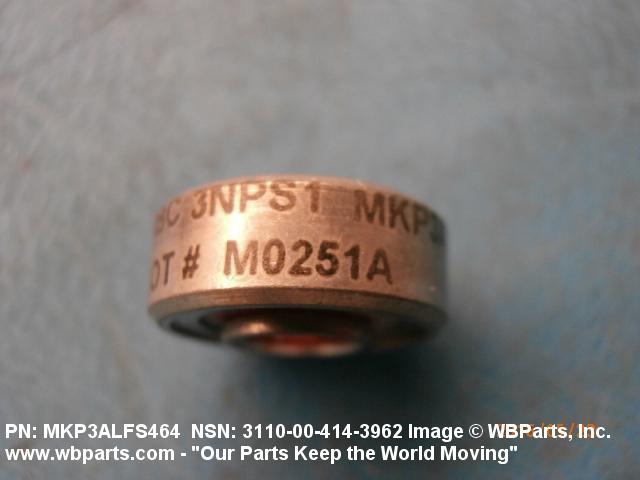 3NPS1 MKP3
# M0251A
PN: MKP3ALFS464 NSN: 3110-00-414-3962 Image © WBParts, Inc.
www.wbparts.com - "Our Parts Keep the World Moving"